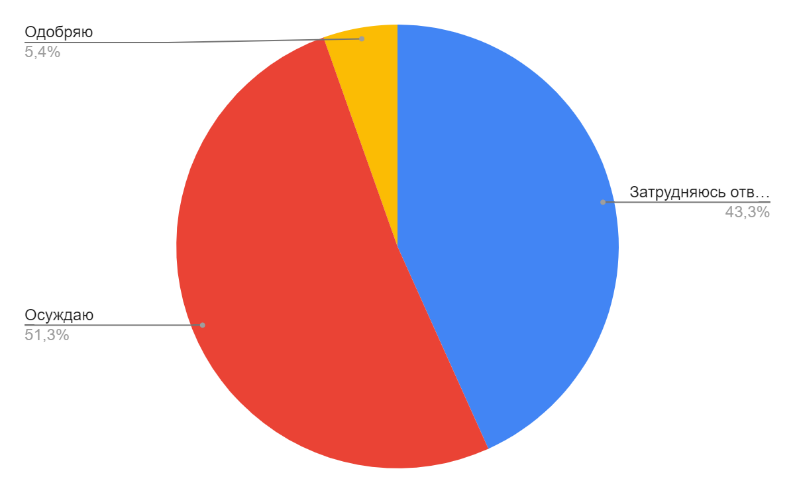 Одобряю
5,4%
Затрудняюсь отв…
43,3%
Осуждаю
51,3%